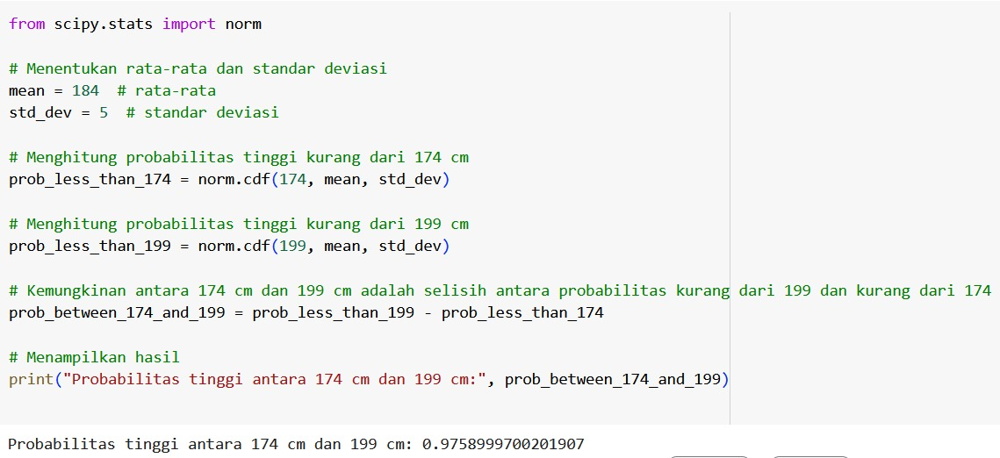 from scipy.stats import norm
# Menentukan rata-rata dan standar deviasi
mean = 184  # rata-rata
std_dev = 5  # standar deviasi
# Menghitung probabilitas tinggi kurang dari 174 cm
prob_less_than_174 = norm.cdf(174, mean, std_dev)
# Menghitung probabilitas tinggi kurang dari 199 cm
prob_less_than_199 = norm.cdf(199, mean, std_dev)
# Kemungkinan antara 174 cm dan 199 cm adalah selisih antara probabilitas kurang dari 199 dan kurang dari 174
prob_between_174_and_199 = prob_less_than_199 - prob_less_than_174
# Menampilkan hasil
print("Probabilitas tinggi antara 174 cm dan 199 cm:", prob_between_174_and_199)
Probabilitas tinggi antara 174 cm dan 199 cm: 0.9758999700201907